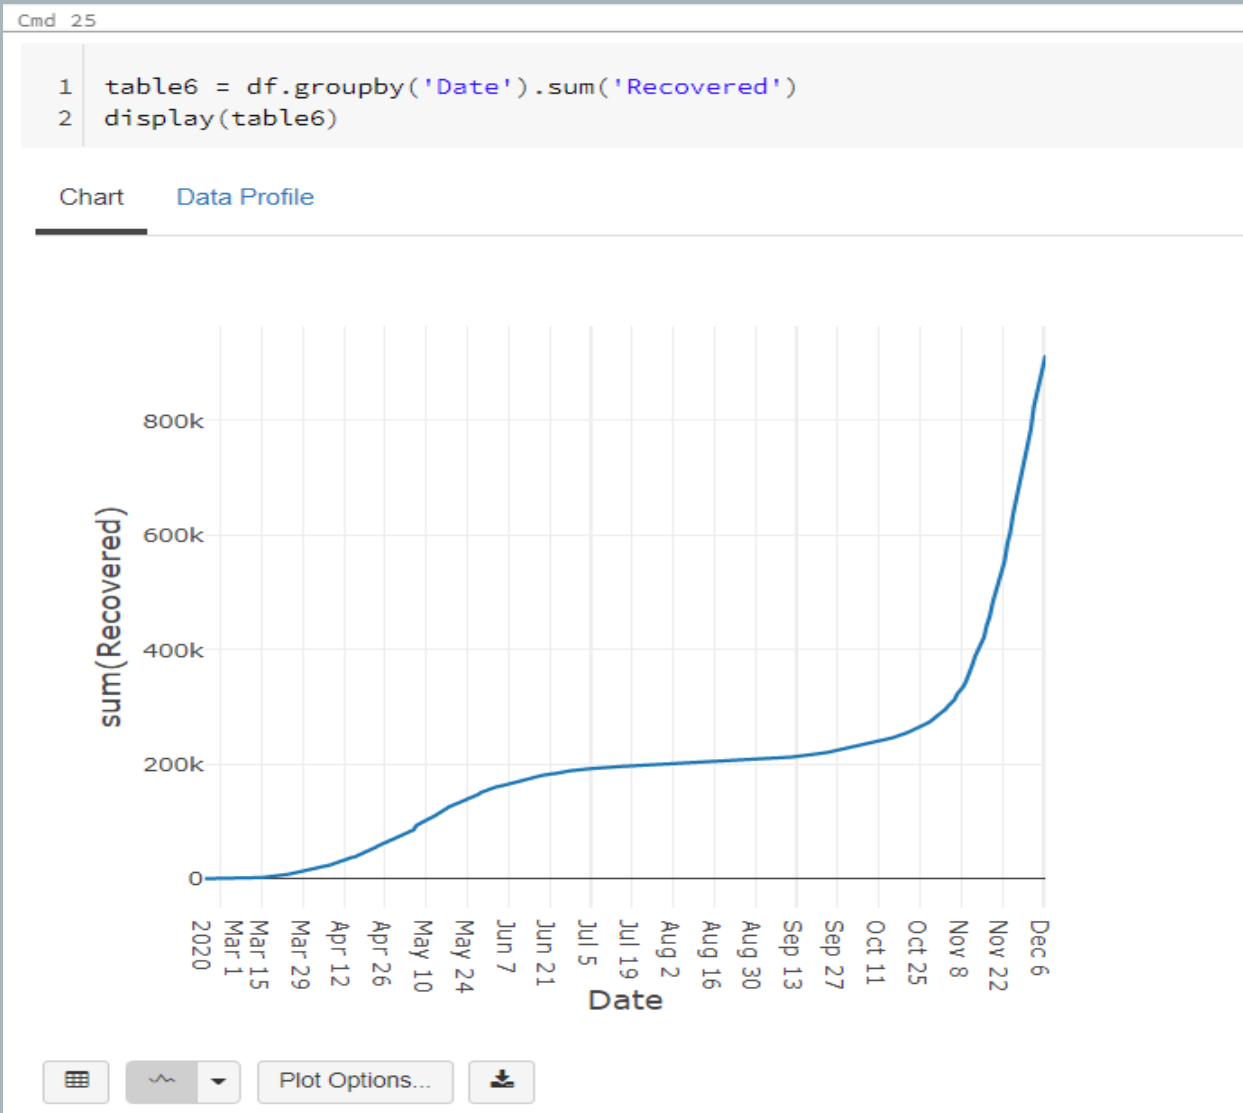 Cmd 25
1 table6 = df.groupby('Date').sum('Recovered')
2 display(table6)
Chart Data Profile
sum(Recovered)
800k
600k
400k
200k
0
2020
Mar 1
Mar 15
Mar 29
Apr 12
Apr 26
May 10
May 24
Jun 7
Jun 21
Jul 5
Jul 19
Aug 2
Aug 16
Aug 30
Sep 13
Sep 27
Oct 11
Oct 25
Nov 8
Nov 22
Dec 6
Date
Plot Options...